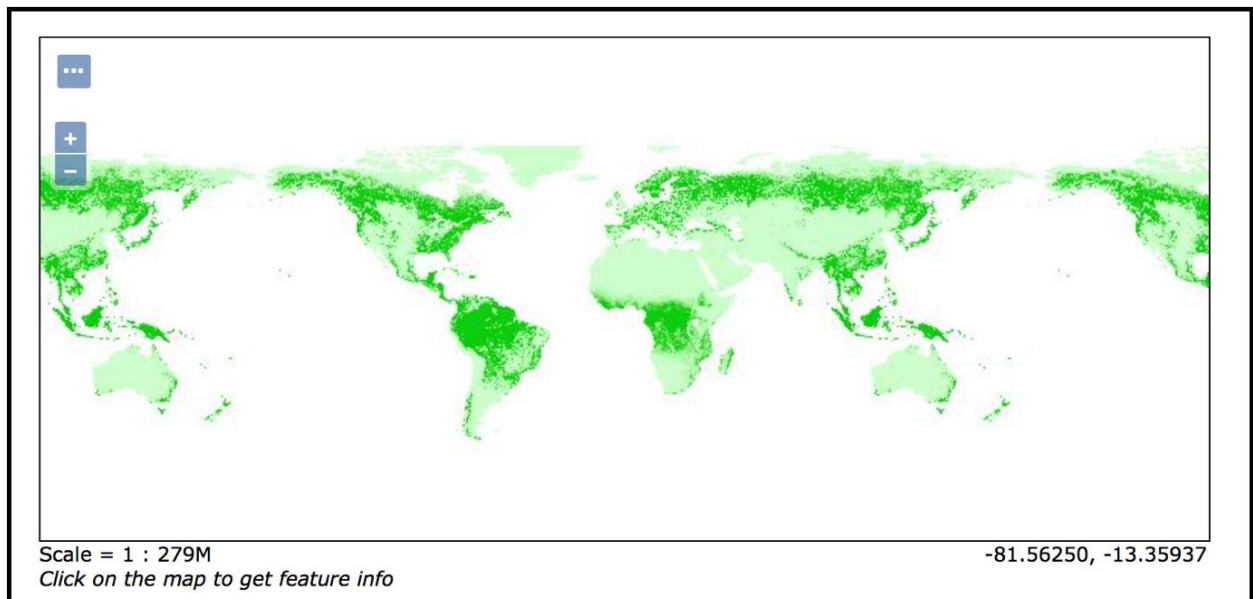 ...
+
−
Scale = 1 : 279M
-81.56250, -13.35937
Click on the map to get feature info